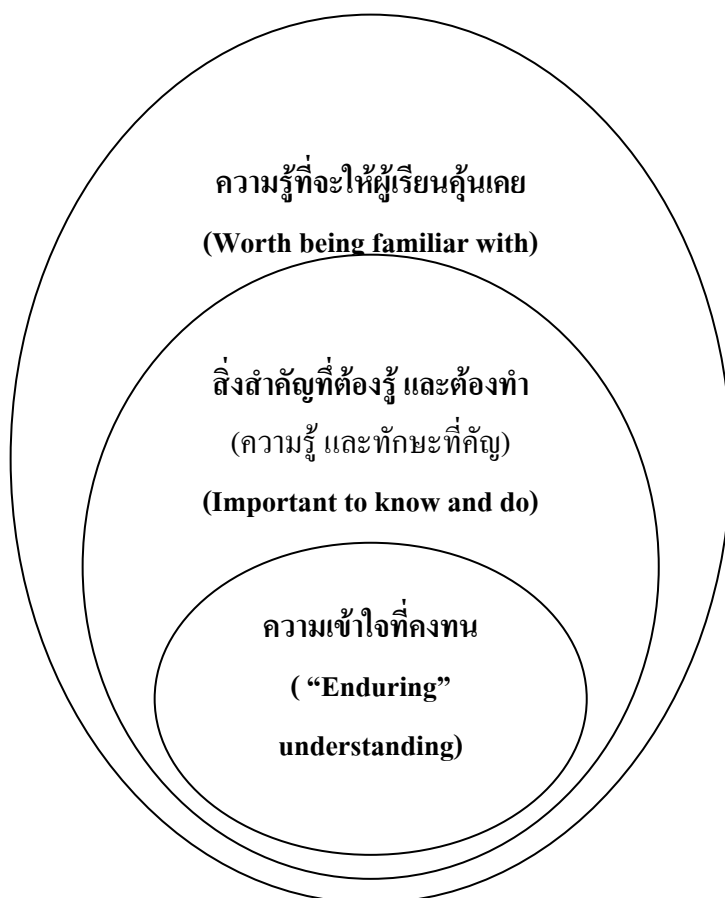 ความรู้ที่จะให้ผู้เรียนคุ้นเคย
(Worth being familiar with)
สิ่งสำคัญที่ต้องรู้ และต้องทำ
(ความรู้ และทักษะที่คัญ)
(Important to know and do)
ความเข้าใจที่คงทน
( “Enduring”
understanding)